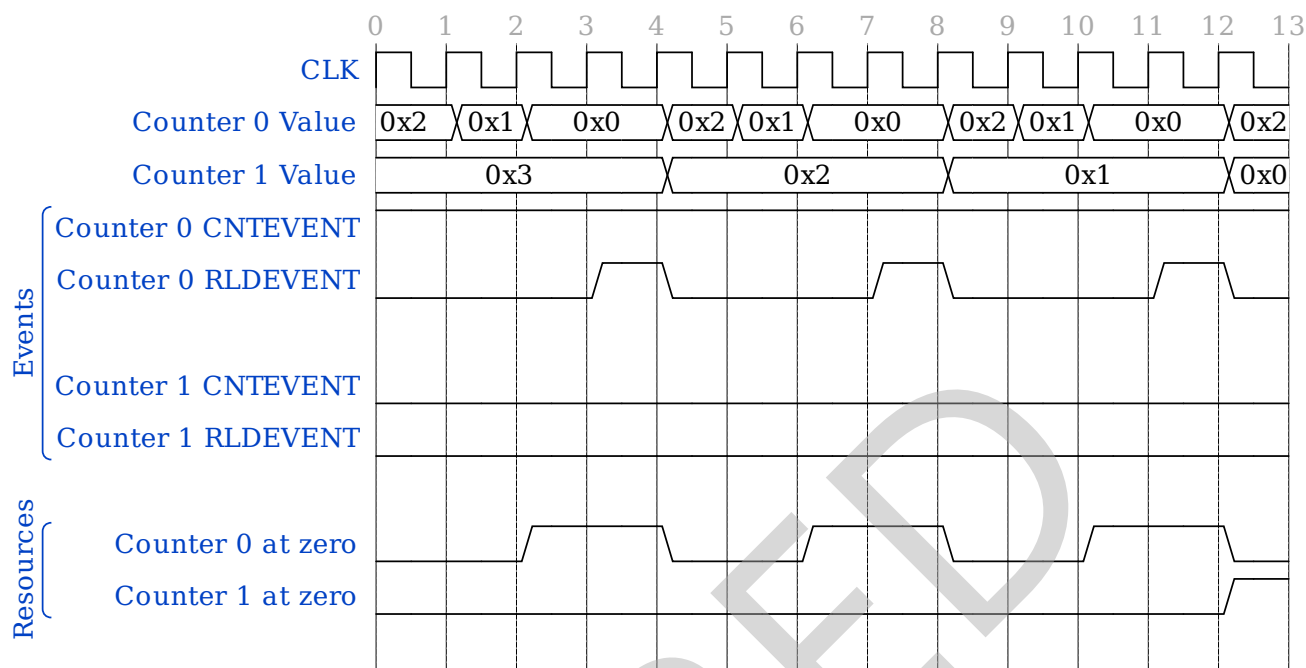 0 1 2 3 4 5 6 7 8 9 10 11 12 13
CLK
Counter 0 Value 0x2 0x1 0x0 0x2 0x1 0x0 0x2 0x1 0x0 0x2
Counter 1 Value 0x3 0x2 0x1 0x0
Events
Counter 0 CNTEVENT
Counter 0 RLDEVENT
Counter 1 CNTEVENT
Counter 1 RLDEVENT
Resources
Counter 0 at zero
Counter 1 at zero